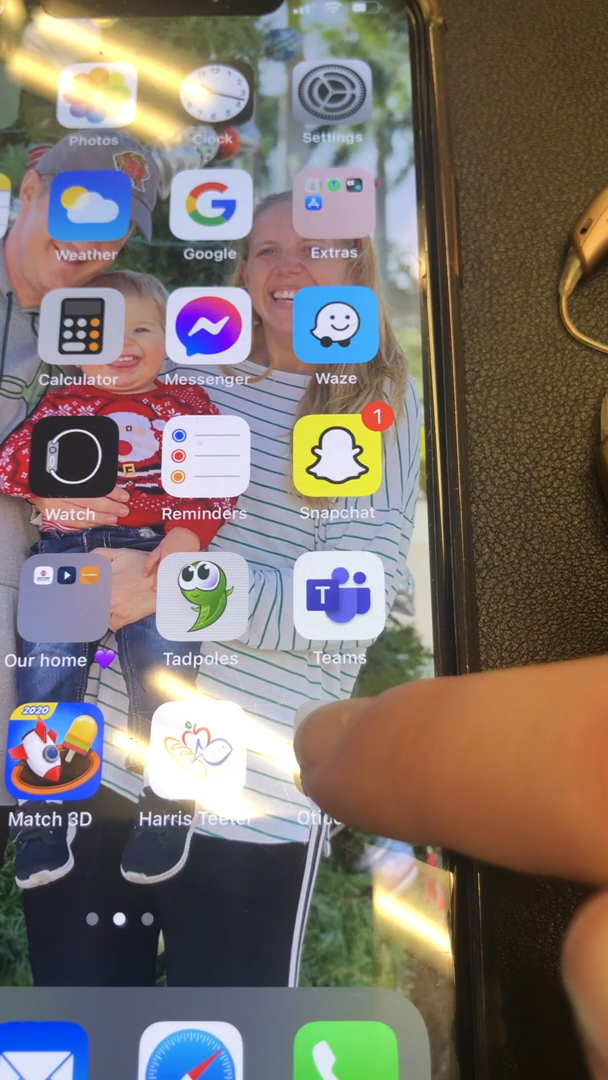 Photos Clock Settings
Weather Google Extras
Calculator Messenger Waze
1
Watch Reminders Snapchat
Our home 💜 Tadpoles Teams
T
2020
Match 3D Harris Teeter